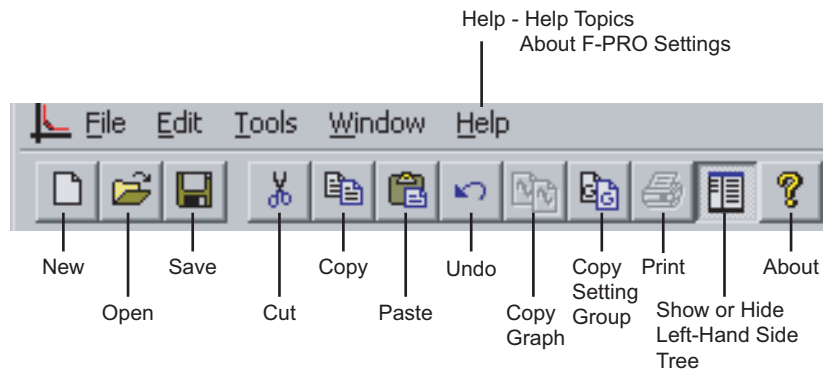 Help - Help Topics
About F-PRO Settings
File Edit Tools Window Help
G G
New Save Copy Undo Copy Setting Group Print About
Open Cut Paste Copy Graph Show or Hide Left-Hand Side Tree